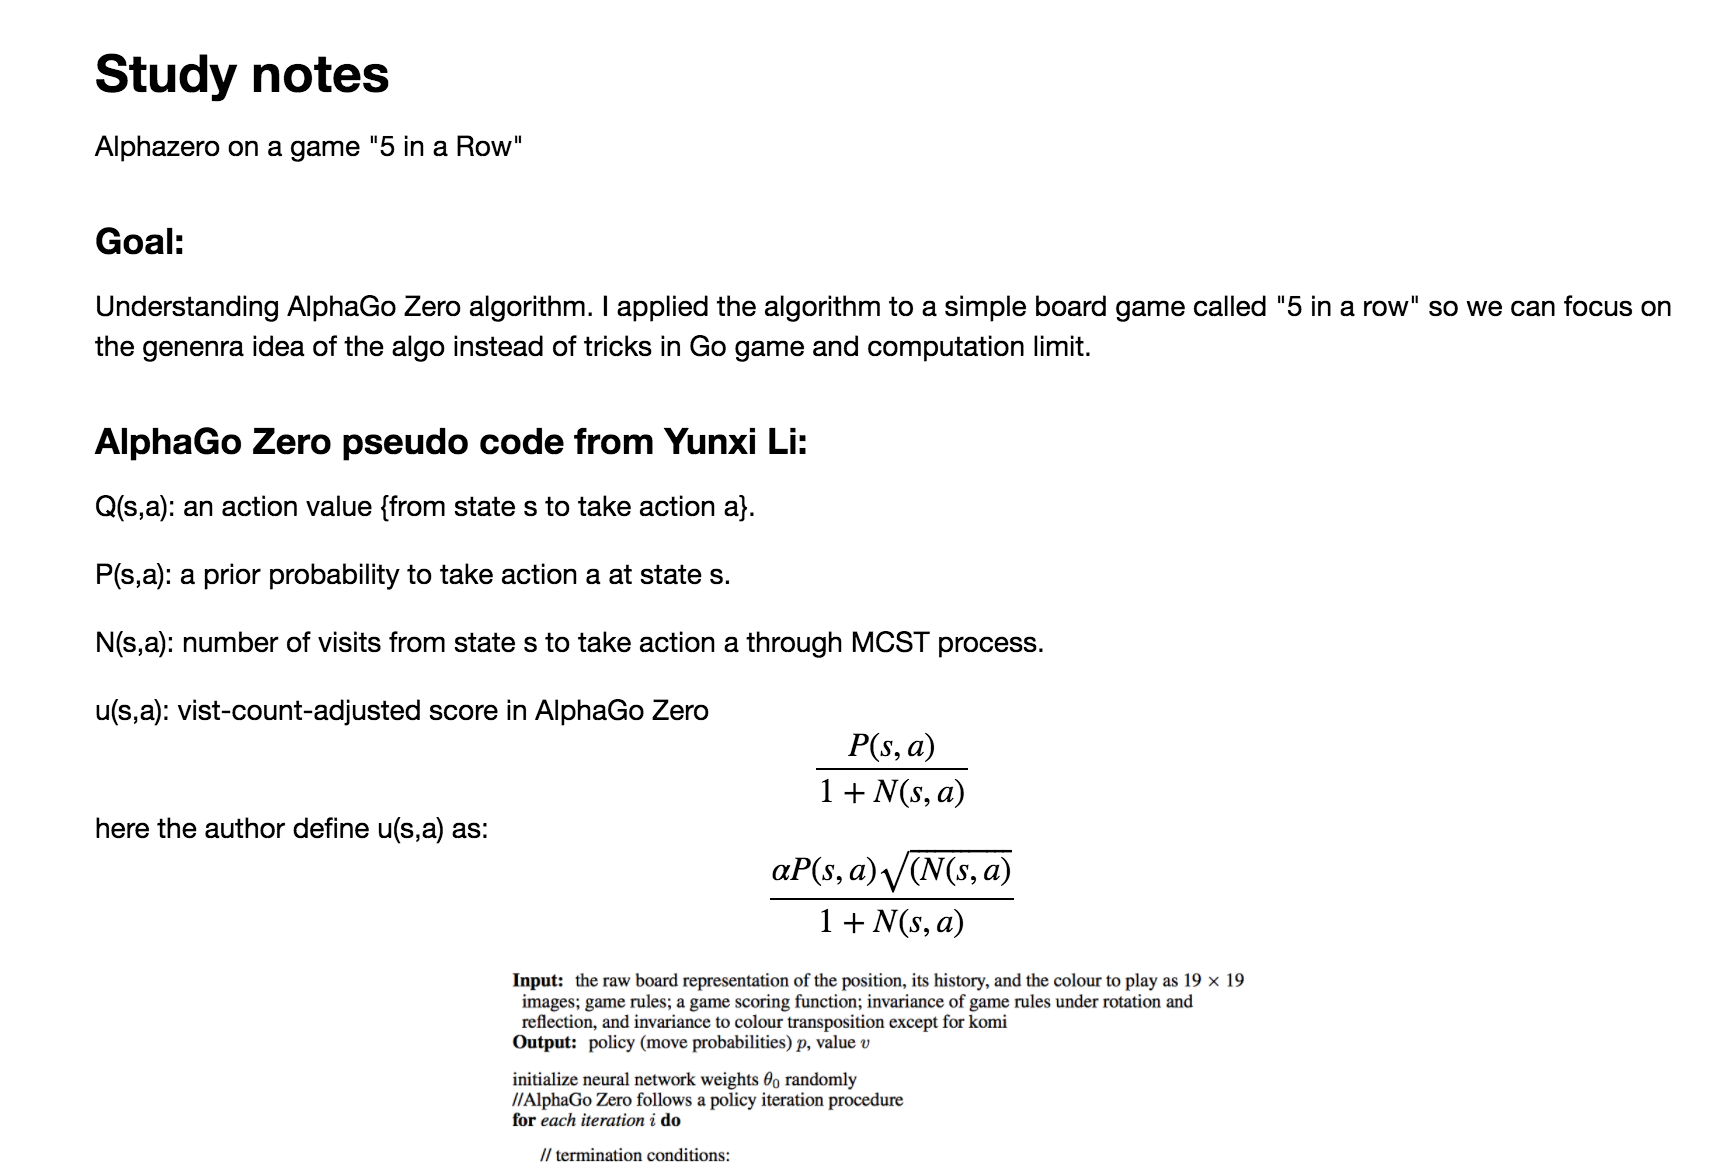 Study notes
Alphazero on a game "5 in a Row"
Goal:
Understanding AlphaGo Zero algorithm. I applied the algorithm to a simple board game called "5 in a row" so we can focus on
the genenra idea of the algo instead of tricks in Go game and computation limit.
AlphaGo Zero pseudo code from Yunxi Li:
Q(s,a): an action value {from state s to take action a}.
P(s,a): a prior probability to take action a at state s.
N(s,a): number of visits from state s to take action a through MCST process.
u(s,a): vist-count-adjusted score in AlphaGo Zero
P(s, a)
1 + N(s, a)
here the author define u(s,a) as:
αP(s, a)√(N(s, a)
1 + N(s, a)
Input: the raw board representation of the position, its history, and the colour to play as 19 × 19
images; game rules; a game scoring function; invariance of game rules under rotation and
reflection, and invariance to colour transposition except for komi
Output: policy (move probabilities) p, value v
initialize neural network weights θ₀ randomly
//AlphaGo Zero follows a policy iteration procedure
for each iteration i do
// termination conditions: